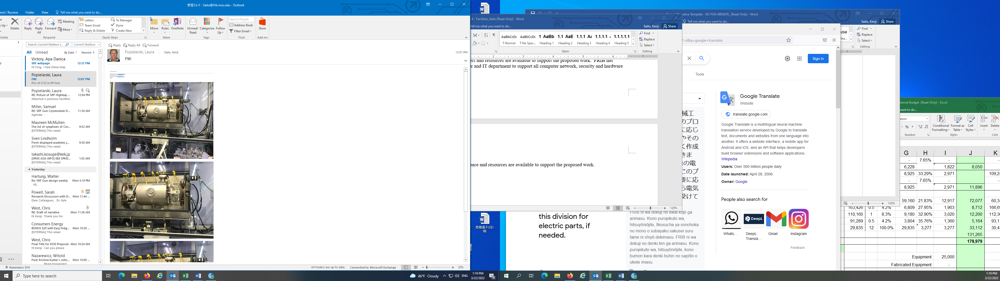 受信トレイ - Saito@frib.msu.edu - Outlook
end / Receive Folder View Tell me what you want to do...
Delete Reply Reply All Forward Meeting More
Letters To Manager
Team Email Done
Reply & Delete Create New
Move Rules OneNote Unread/ Read Categorize Follow Up
Search People
Address Book
Filter Email
Store
Delete Respond Quick Steps Move Tags Find Add-ins
Search Current Mailbox (... Current Mailbox
All Unread By Date Newest ↓
Victory, Apa Danica
SRF webpage 12:12 PM
Hi Ting, I had Olivia help
Popielarski, Laura
FW: 12:07 PM
Pics of 0.53 in EP tool
Popielarski, Laura
RE: Picture of SRF Highbay ... 12:04 PM
Attached is previous facilities
Miller, Samuel
RE: SRF Gun Cryomodule D... 11:34 AM
Agenda: -
Maureen McMullen
The list of symptoms of Cov... 9:52 AM
[EXTERNAL] This email
Sven Lindholm
Fresh displayed academic j... 9:30 AM
[EXTERNAL] This email
takashi.kosuge@kek.jp
[SPMS ASIA INFO] KEK SPMS... 1:03 AM
[EXTERNAL] This email
Yesterday
Hartung, Walter
Re: SRF Gun design weekly Mon 5:19 PM
All,
Powell, Sarah
Research Discussion with D... Mon 11:44 ...
Dear Colleagues, Dr. Kyle
West, Chris
RE: Draft of narrative Mon 11:36 AM
Hi Kenji: Thank you for
Consumers Energy
BONUS $20 with Easy fridg... Mon 10:30 ...
[EXTERNAL] This email
West, Chris
Final Title for DOE Proposal Mon 10:24 AM
Hi Kenji: Can you please
Nazarewicz, Witold
Fwd: Krishna Kumar's collo... Mon 10:00 ...
Begin forwarded
Reply Reply All Forward
Popielarski, Laura Saito, Kenji 12:07 PM
FW:
Reminders: 874 All folders are up to date. Connected to: Microsoft Exchange 20%
Type here to search
46°F Cloudy ENG 1:19 PM 3/22/2022 18
-4 - Facilities_Saito [Read-Only] - Word
Tell me what you want to do... Saito, Kenji Share
AaBbCcDc AaBbCcDc 1 AaBb 1.1 AaE 1.1.1 Aa 1.1.1.1 1.1.1.1.1
¶ Normal ¶ No Spac... Heading 1 Heading 2 Heading 3 Heading 4 Heading 5
Find
Replace
Select
Styles Editing
2 3 4 5 6 7
ers and resources are available to support the proposed work. FRIB has
er and IT department to support all computer network, security and hardware
pace and resources are available to support the proposed work.
120%
齋藤優子の訃報
this division for
electric parts, if
needed.
Narrative Template - DE-FOA-0002670_ [Read-Only] - Word
Tell me what you want to do... Saito, Kenji Share
Find
Replace
Select
Editing
1-d&q=google+translate
Sign in
Tools
械工
のプロ
に応じ
やその
く作成
きま
の電
このプ
要に応
ら電気
受けて
FRIB ni wa dokuji no kikai kōjō ga
arimasu. Kono purojekuto wa,
hitsuyōniōjite, fikusucha ya sonohoka
no mono o subayaku sakusei suru
tame ni shiyō dekimasu. FRIB ni wa
dokuji no denki-ten ga arimasu. Kono
purojekuto wa, hitsuyōniōjite, kono
bumon kara denki buhin no sapōto o
ukete imasu.
Google Translate
Website
translate.google.com
Google Translate is a multilingual neural machine
translation service developed by Google to translate
text, documents and websites from one language into
another. It offers a website interface, a mobile app for
Android and iOS, and an API that helps developers
build browser extensions and software applications.
Wikipedia
Users: Over 500 million people daily
Date launched: April 28, 2006
Owner: Google
People also search for
Whats... DeepL Transla... Gmail Instagram
Feedback
120%
nternal Budget [Read-Only] - Excel
want to do...
stom
Conditional Formatting Format as Table Cell Styles Insert Delete
Number Styles Cells
G H I J K
- 7.65% -
6,228 1,822 8,050
8,925 33.29% 2,971 109,2
- 7.65% -
8,925 2,971 11,896
59,160 21.83% 12,917 72,077 60,3
163,426 0.5 4.2% 6,809 27.95% 1,903 8,712 166,6
110,160 1 8.3% 9,180 32.90% 3,020 12,200 112,3
91,289 0.5 4.2% 3,804 35.76% 1,360 5,164 93,1
29,835 12 100.0% 29,835 3,277 3,277 33,112 30,4
131,265
178,979
Equipment 25,000
Fabricated Equipment -
1:19 PM
3/22/2022